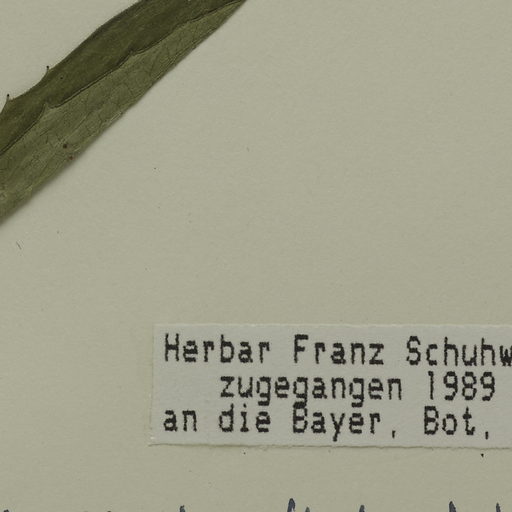 Herbar Franz Schuhw
zugegangen 1989
an die Bayer. Bot.